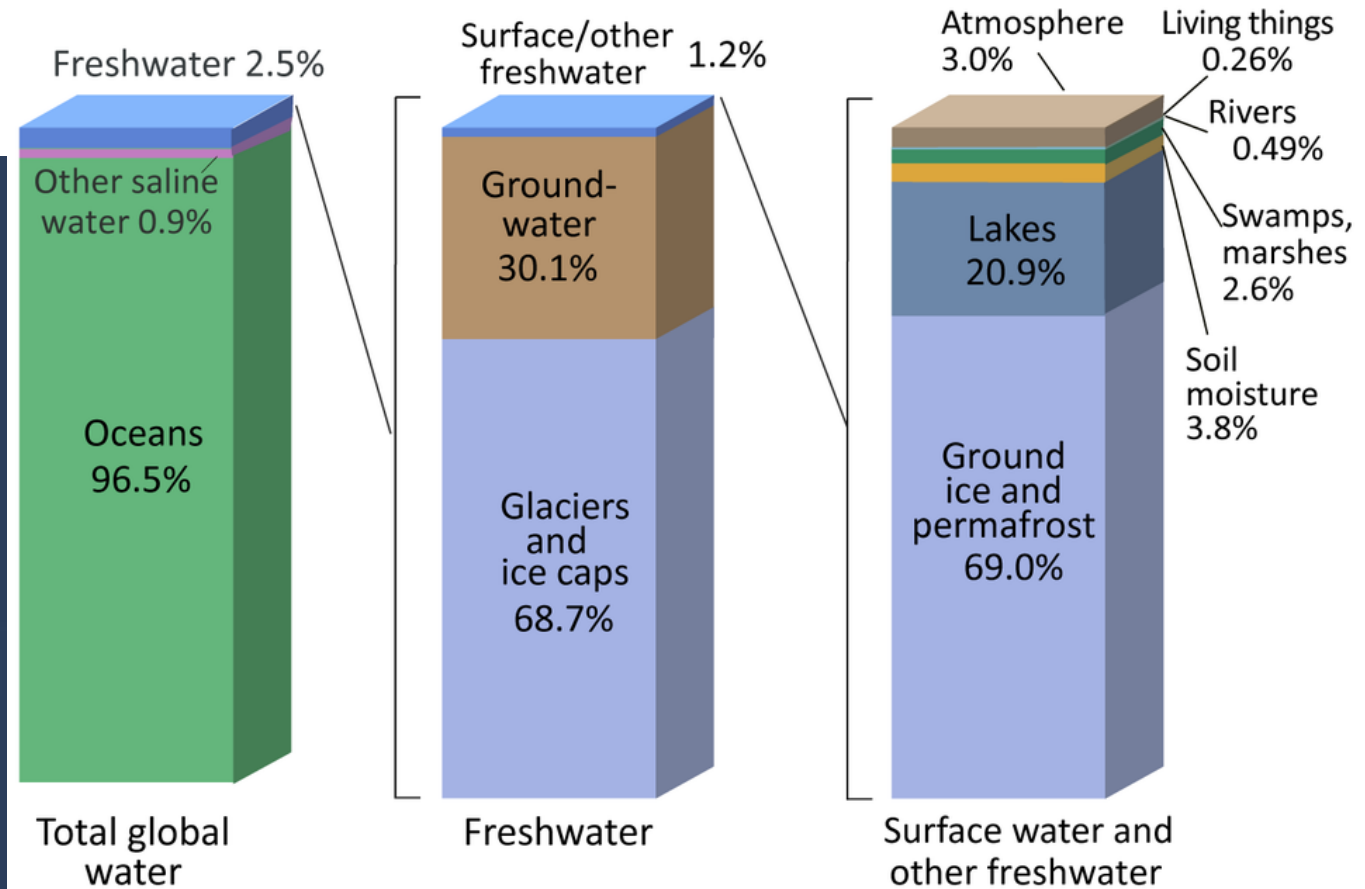 Freshwater 2.5%
Other saline
water 0.9%
Oceans
96.5%
Total global
water
Surface/other
freshwater 1.2%
Ground-
water
30.1%
Glaciers
and
ice caps
68.7%
Freshwater
Atmosphere
3.0%
Living things
0.26%
Rivers
0.49%
Swamps,
marshes
2.6%
Soil
moisture
3.8%
Lakes
20.9%
Ground
ice and
permafrost
69.0%
Surface water and
other freshwater